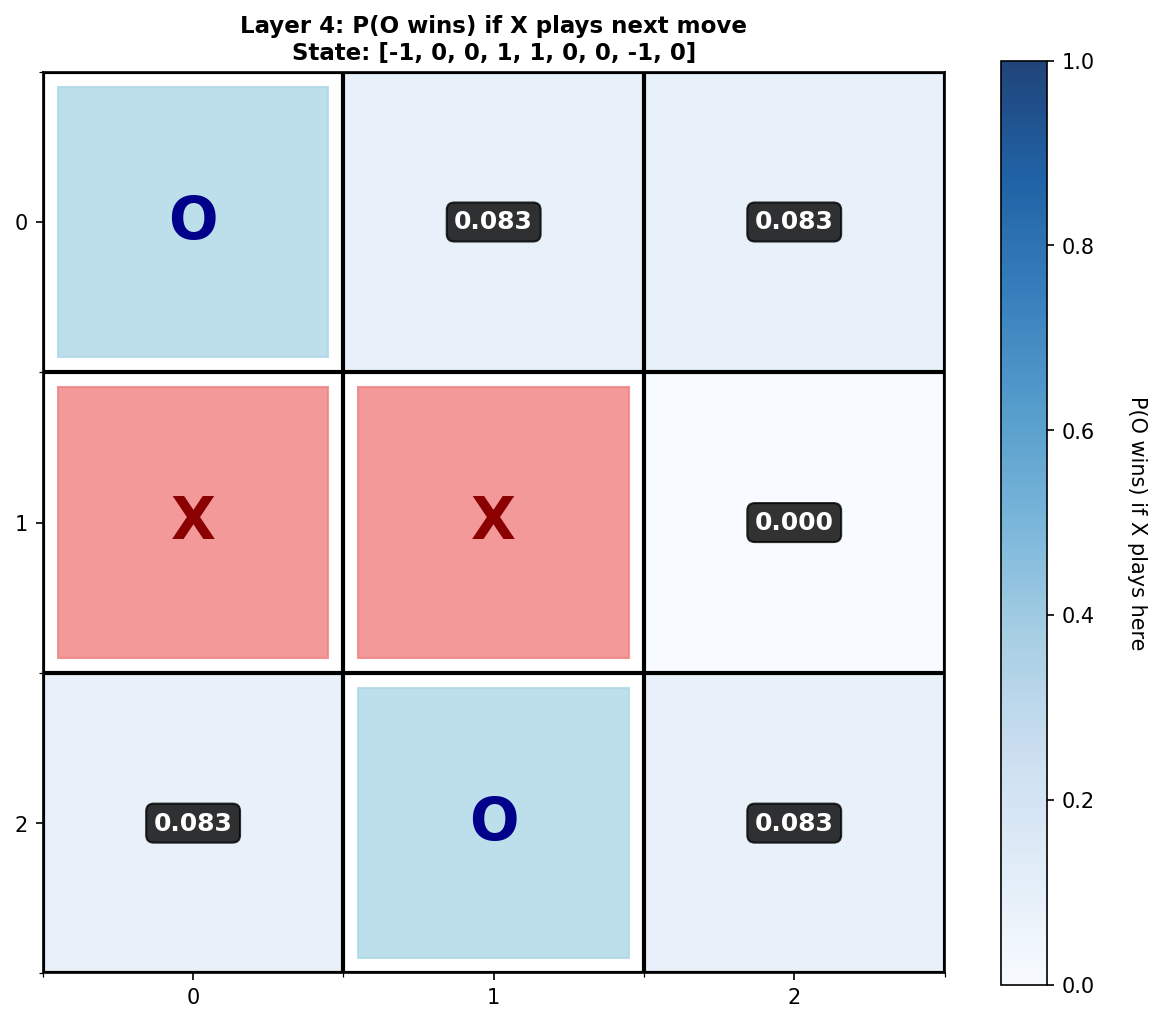 Layer 4: P(O wins) if X plays next move
State: [-1, 0, 0, 1, 1, 0, 0, -1, 0]
O
0.083
0.083
X
X
0.000
0.083
O
0.083
0
1
2
0
1
2
1.0
0.8
0.6
0.4
0.2
0.0
P(O wins) if X plays here